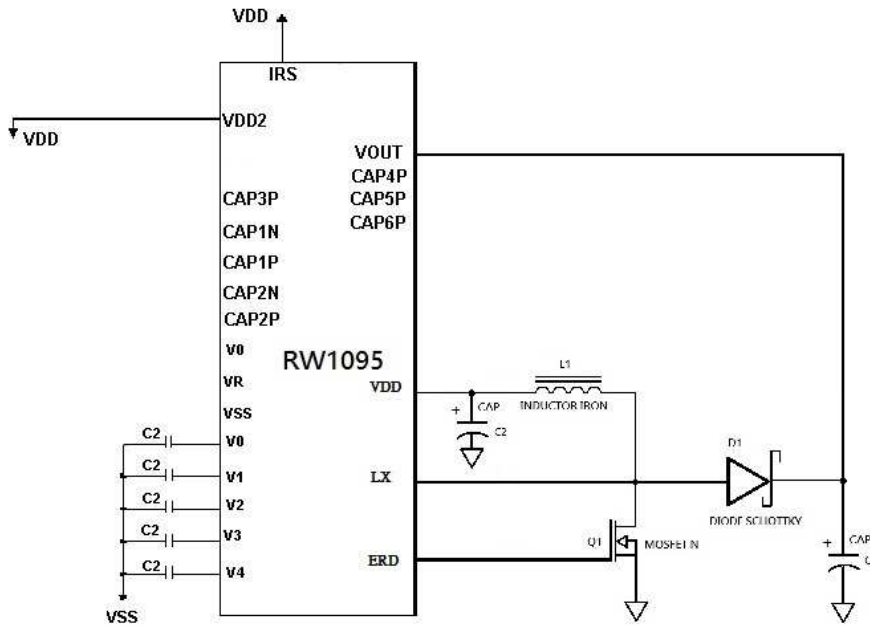 VDD
IRS
VDD2
VDD
VOUT
CAP4P
CAP5P
CAP6P
CAP3P
CAP1N
CAP1P
CAP2N
CAP2P
V0
VR
VSS
RW1095
VDD
L1
INDUCTOR IRON
+
CAP
C2
C2
V0
C2
V1
C2
V2
C2
V3
C2
V4
VSS
LX
D1
DIODE SCHOTTKY
ERD
Q1
MOSFET N
+
CAP